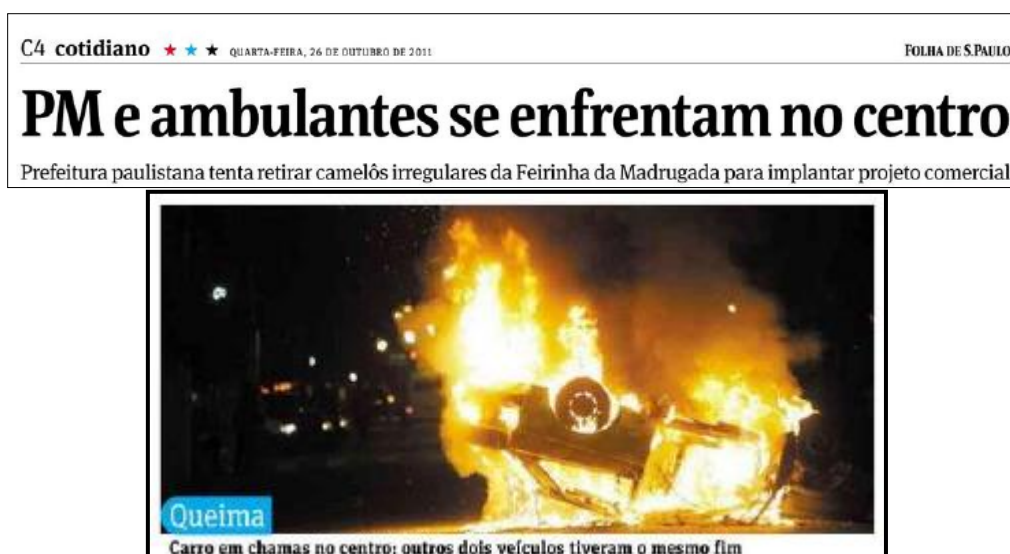 C4 cotidiano ★ ★ ★ QUARTA-FEIRA, 26 DE OUTUBRO DE 2011 FOLHA DE S.PAULO
PM e ambulantes se enfrentam no centro
Prefeitura paulistana tenta retirar camelôs irregulares da Feirinha da Madrugada para implantar projeto comercial
Queima
Carro em chamas no centro; outros dois veículos tiveram o mesmo fim